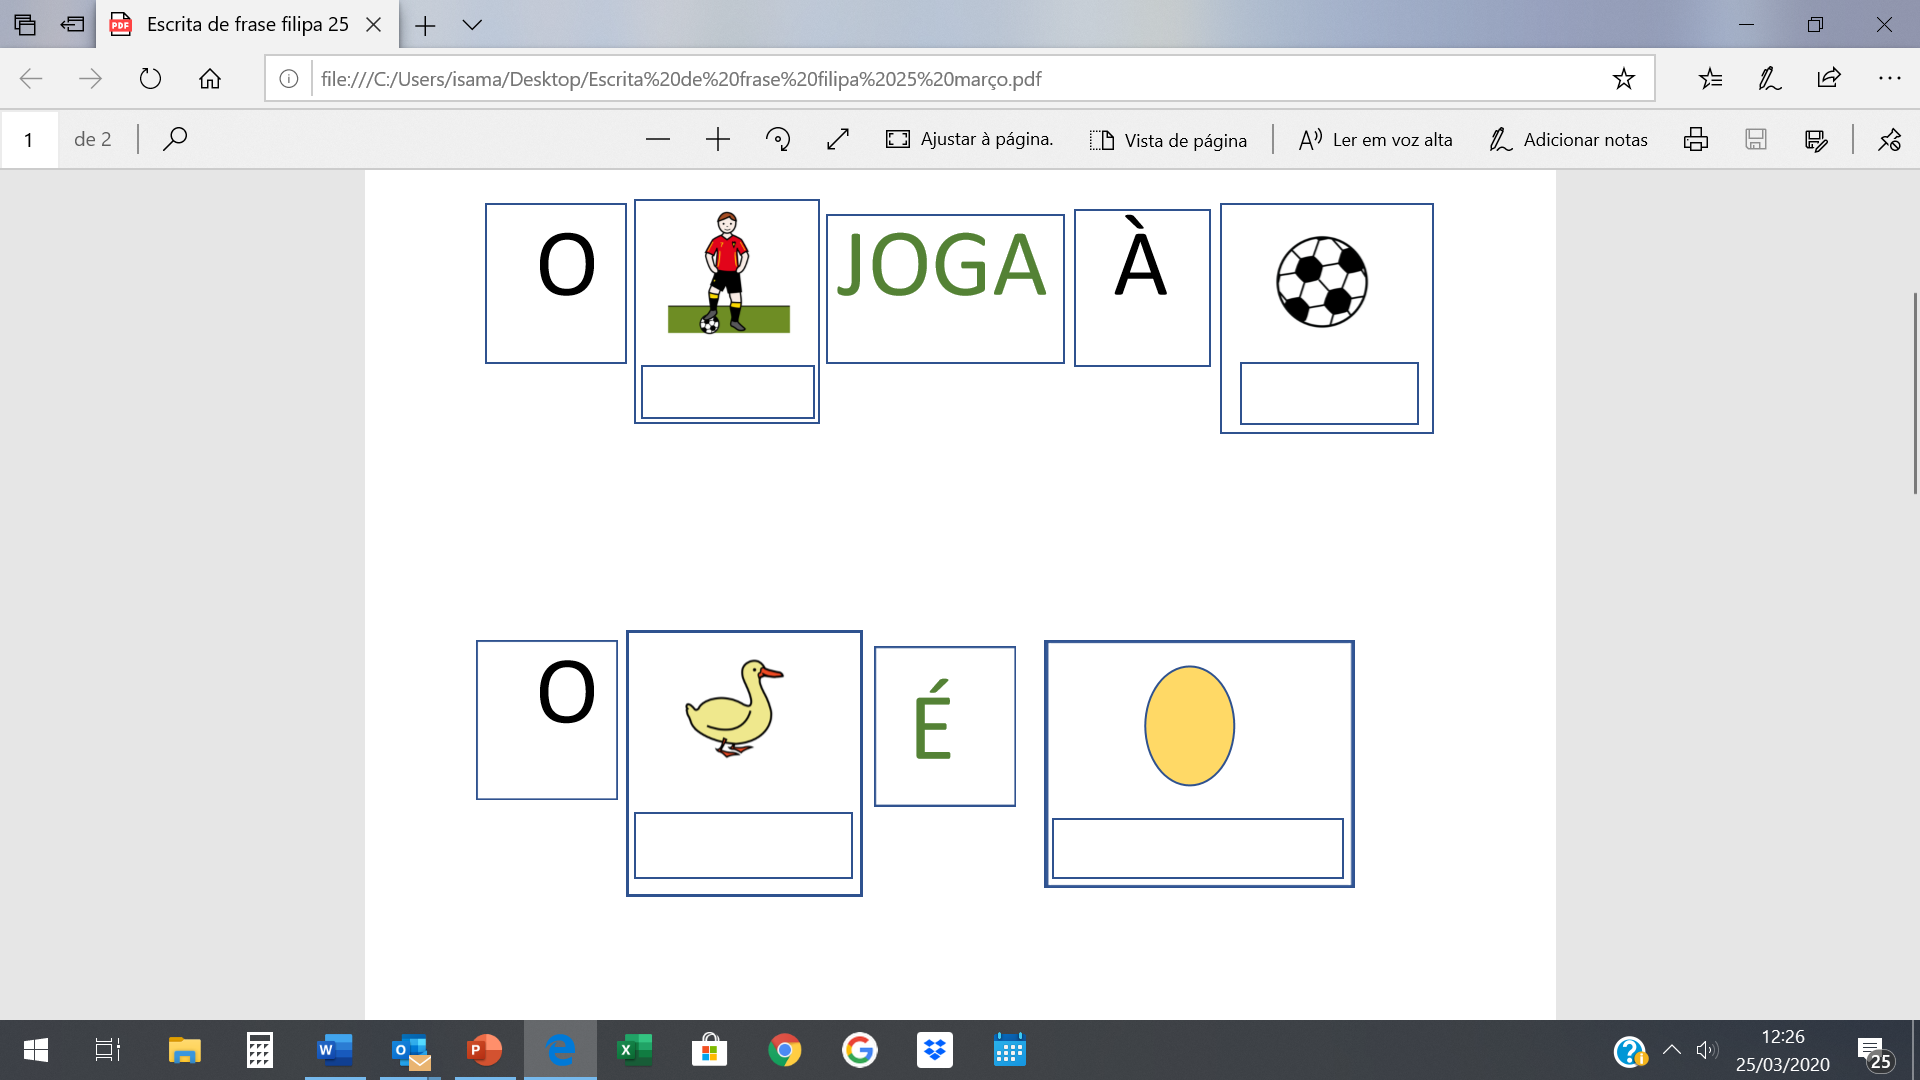 Escrita de frase filipa 25
file:///C:/Users/isama/Desktop/Escrita%20de%20frase%20filipa%2025%20março.pdf
1 de 2 Ajustar à página. Vista de página Ler em voz alta Adicionar notas
O JOGA À
O É
12:26
25/03/2020
25